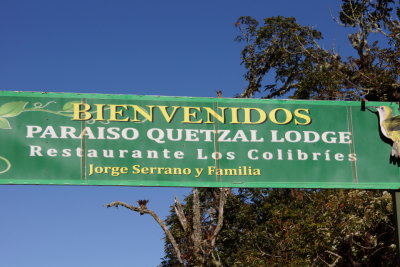 BIENVENIDOS
PARAISO QUETZAL LODGE
Restaurante Los Colibríes
Jorge Serrano y Familia